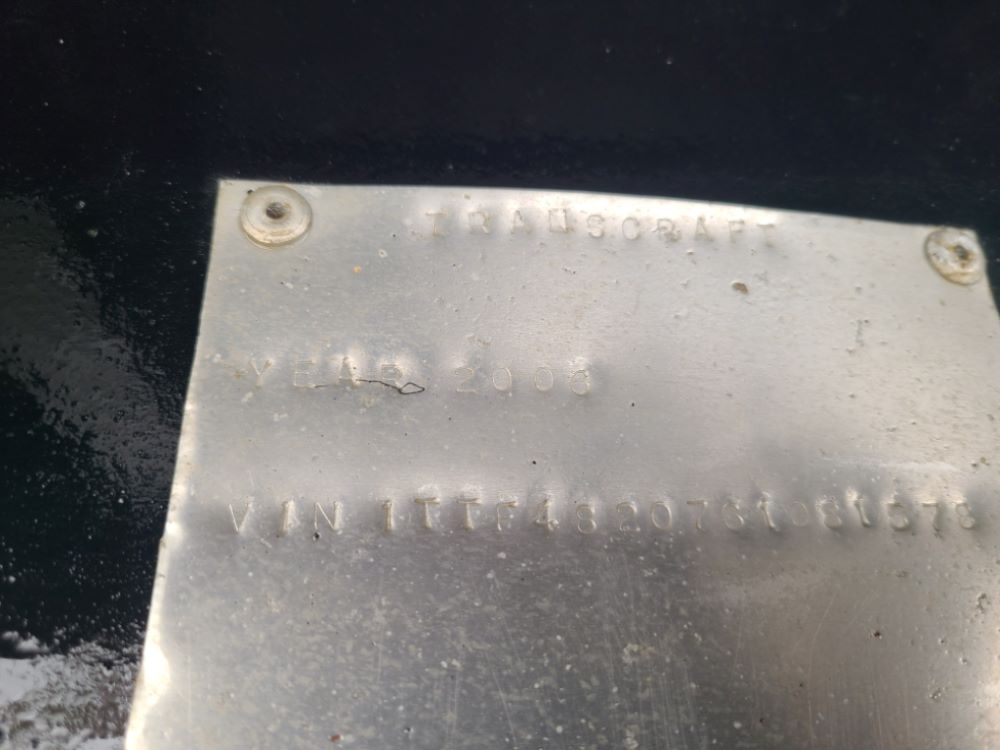 TRANSCRAFT
YEAR 2006
VIN 1TTF4820761081578